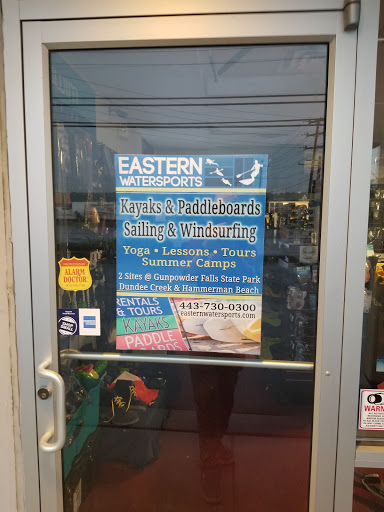 EASTERN
WATERSPORTS
Kayaks & Paddleboards
Sailing & Windsurfing
Yoga • Lessons • Tours
Summer Camps
2 Sites @ Gunpowder Falls State Park
Dundee Creek & Hammerman Beach
RENTALS
& TOURS
KAYAKS
PADDLE
443-730-0300
easternwatersports.com
ALARM
DOCTOR
WARN